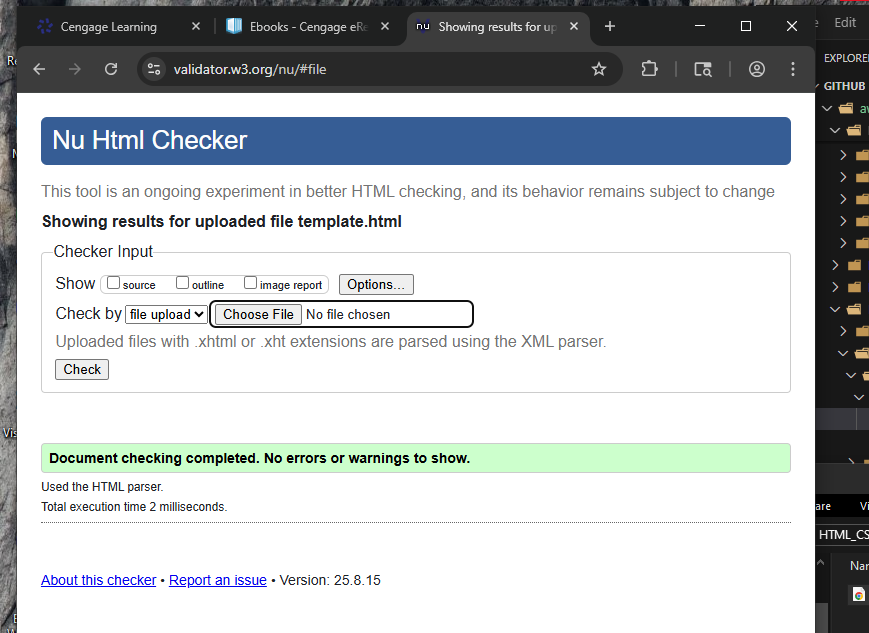 Cengage Learning
Ebooks - Cengage eRe
nu Showing results for up
Edit
validator.w3.org/nu/#file
EXPLORE
GITHUB
Nu Html Checker
This tool is an ongoing experiment in better HTML checking, and its behavior remains subject to change
Showing results for uploaded file template.html
Checker Input
Show source outline image report Options...
Check by file upload Choose File No file chosen
Uploaded files with .xhtml or .xht extensions are parsed using the XML parser.
Check
Document checking completed. No errors or warnings to show.
Used the HTML parser.
Total execution time 2 milliseconds.
HTML_CS
About this checker • Report an issue • Version: 25.8.15